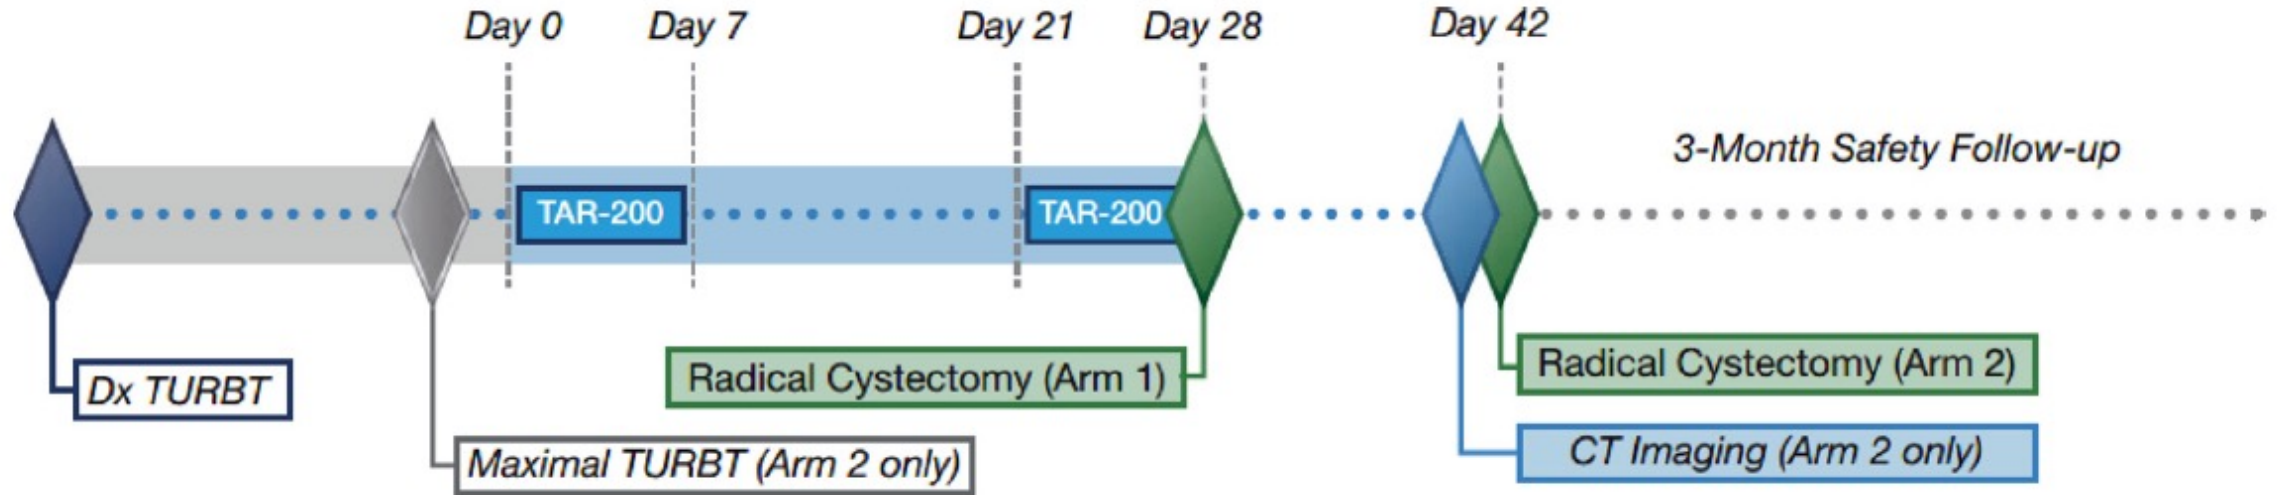 Day 0
Day 7
Day 21
Day 28
Day 42
3-Month Safety Follow-up
TAR-200
TAR-200
Radical Cystectomy (Arm 1)
Radical Cystectomy (Arm 2)
Dx TURBT
Maximal TURBT (Arm 2 only)
CT Imaging (Arm 2 only)